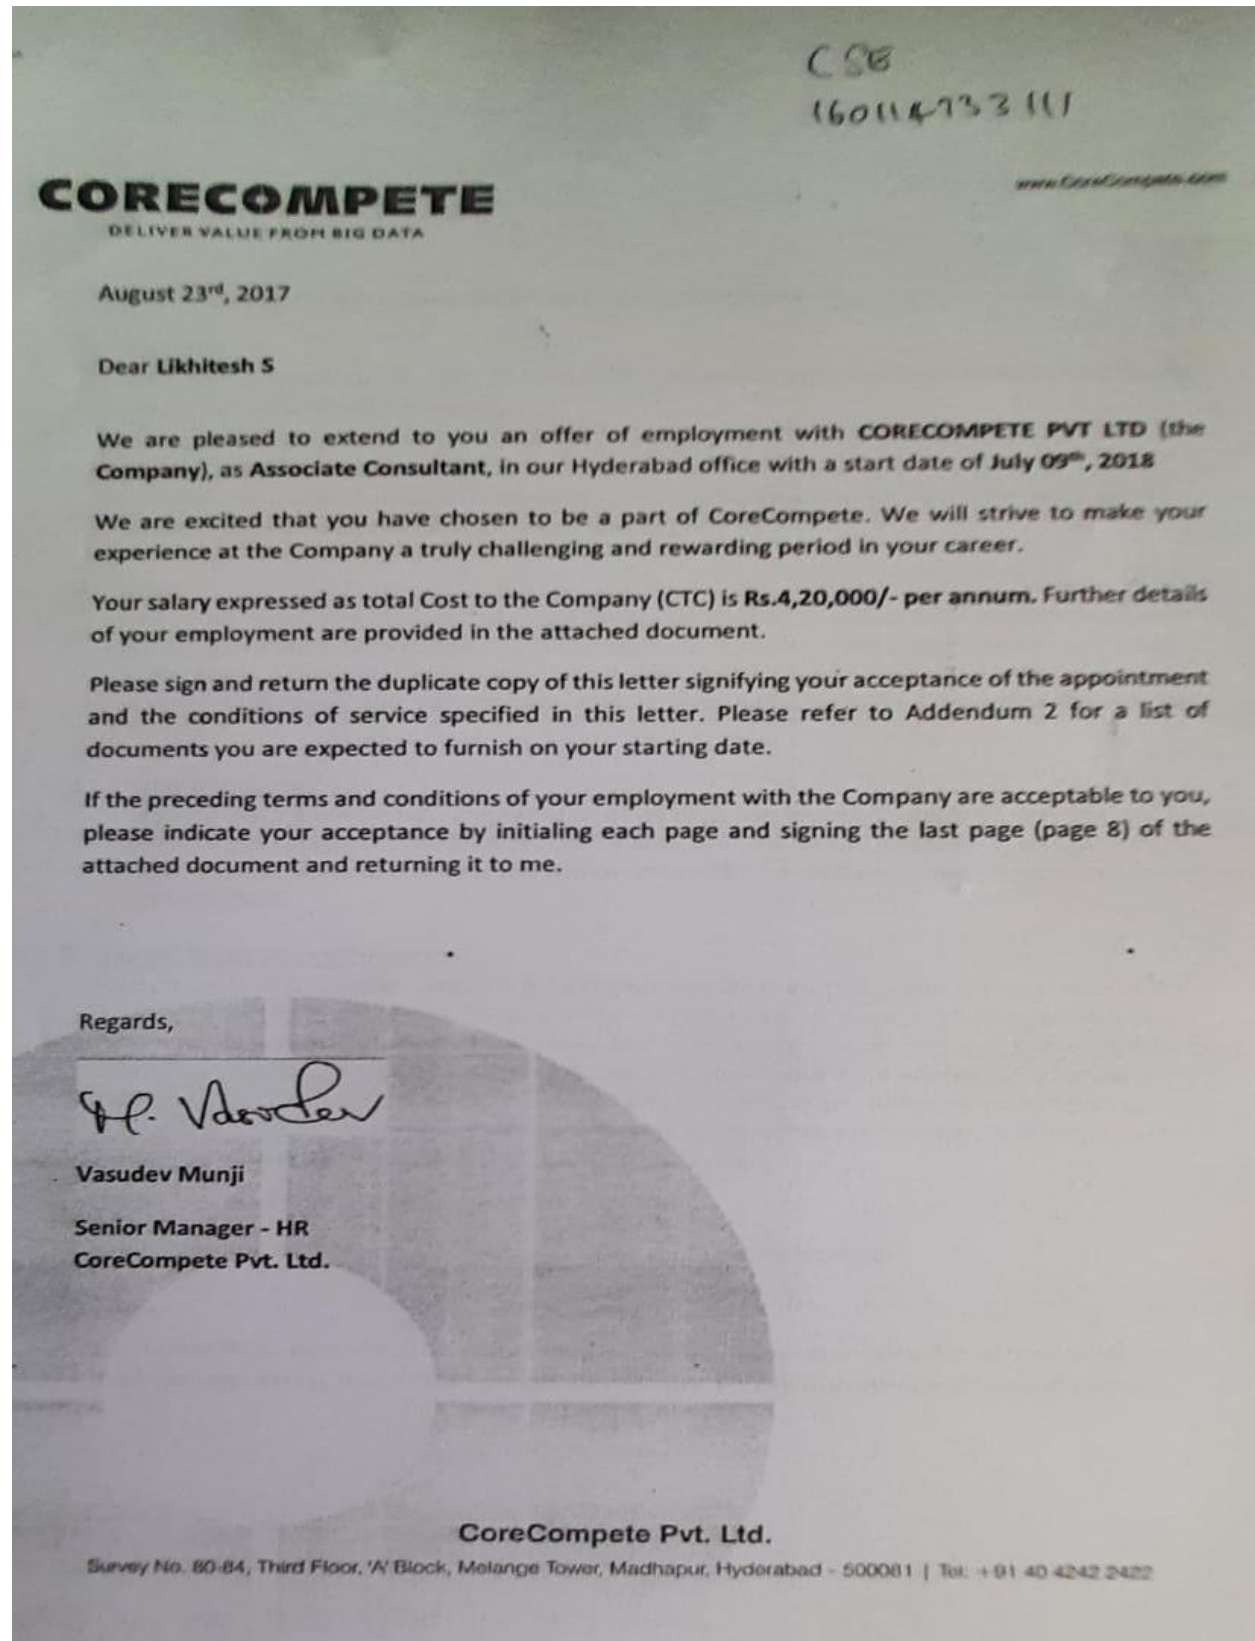 CSE
160114733111
CORECOMPETE
www.CoreCompete.com
DELIVER VALUE FROM BIG DATA
August 23rd, 2017
Dear Likhitesh S
We are pleased to extend to you an offer of employment with CORECOMPETE PVT LTD (the
Company), as Associate Consultant, in our Hyderabad office with a start date of July 09th, 2018
We are excited that you have chosen to be a part of CoreCompete. We will strive to make your
experience at the Company a truly challenging and rewarding period in your career.
Your salary expressed as total Cost to the Company (CTC) is Rs.4,20,000/- per annum. Further details
of your employment are provided in the attached document.
Please sign and return the duplicate copy of this letter signifying your acceptance of the appointment
and the conditions of service specified in this letter. Please refer to Addendum 2 for a list of
documents you are expected to furnish on your starting date.
If the preceding terms and conditions of your employment with the Company are acceptable to you,
please indicate your acceptance by initialing each page and signing the last page (page 8) of the
attached document and returning it to me.
Regards,
M. Vasudev
Vasudev Munji
Senior Manager - HR
CoreCompete Pvt. Ltd.
CoreCompete Pvt. Ltd.
Survey No. 80-84, Third Floor, 'A' Block, Melange Tower, Madhapur, Hyderabad - 500081 | Tel: +91 40 4242 2422